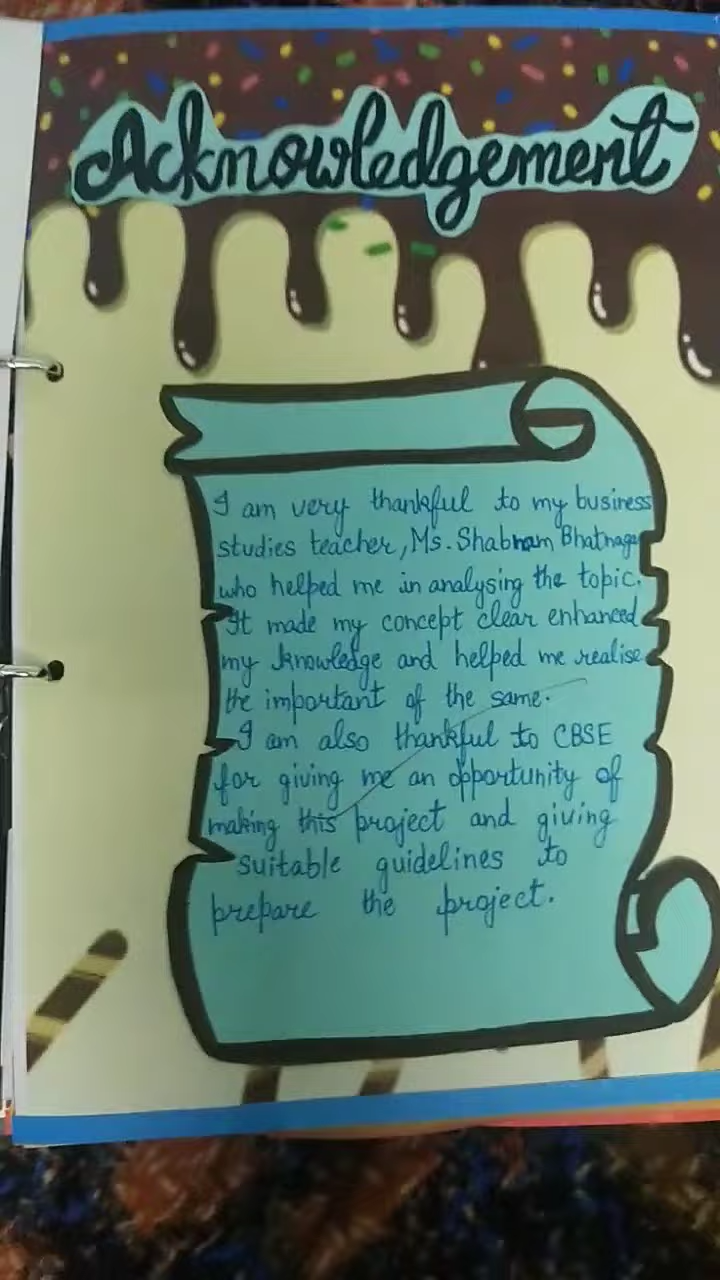 Acknowledgement
I am very thankful to my business
studies teacher, Ms. Shabnam Bhatnagar
who helped me in analysing the topic.
It made my concept clear enhanced
my knowledge and helped me realise
the important of the same.
I am also thankful to CBSE
for giving me an opportunity of
making this project and giving
suitable guidelines to
prepare the project.